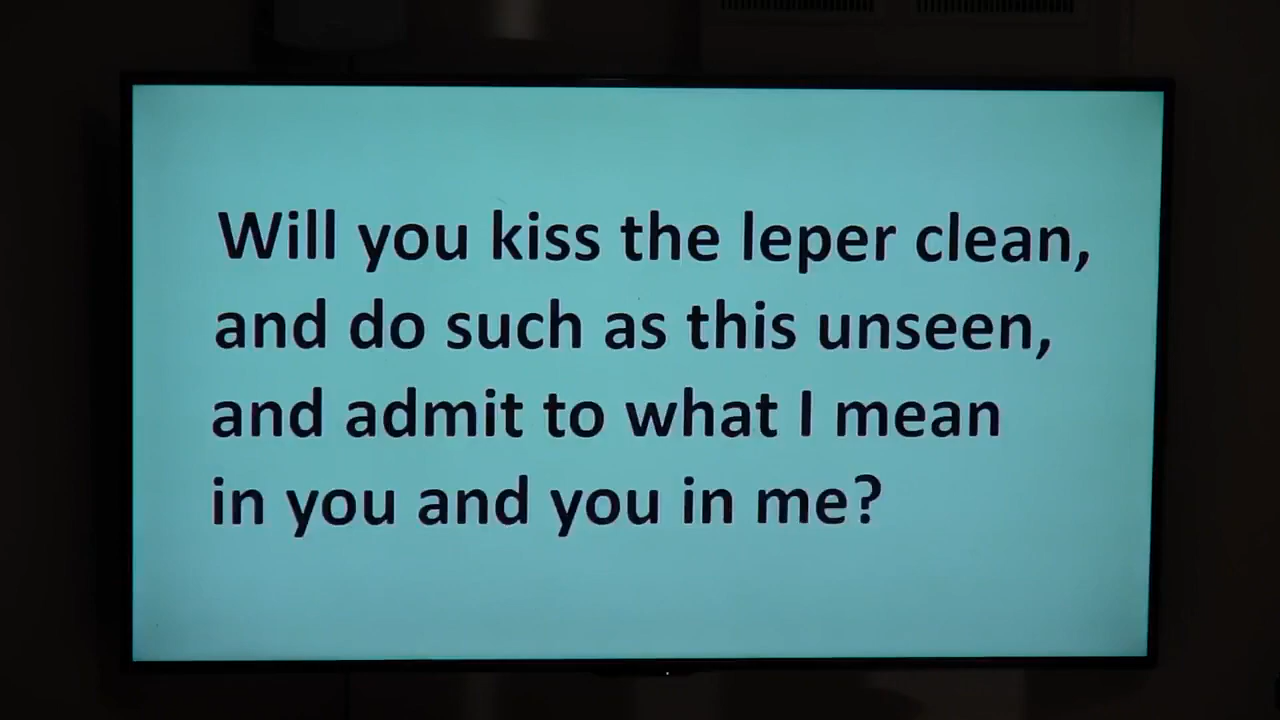 Will you kiss the leper clean,
and do such as this unseen,
and admit to what I mean
in you and you in me?